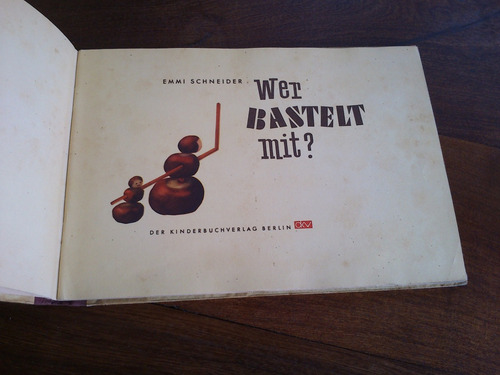 EMMI SCHNEIDER
Wer
BASTELT
mit?
DER KINDERBUCHVERLAG BERLIN